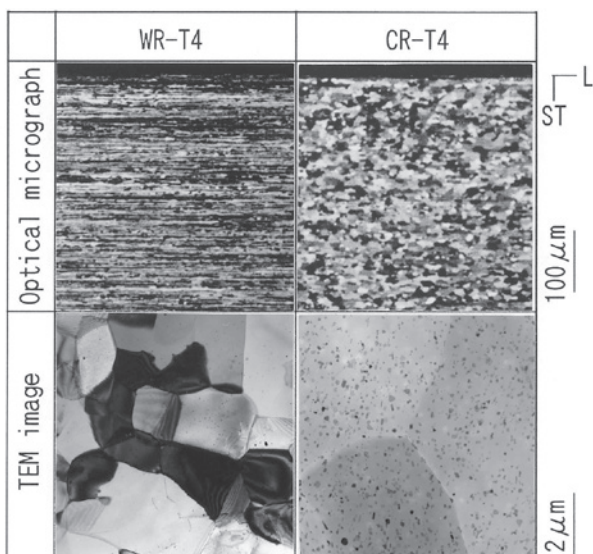 WR-T4
CR-T4
Optical micrograph
L
ST
100μm
TEM image
2μm